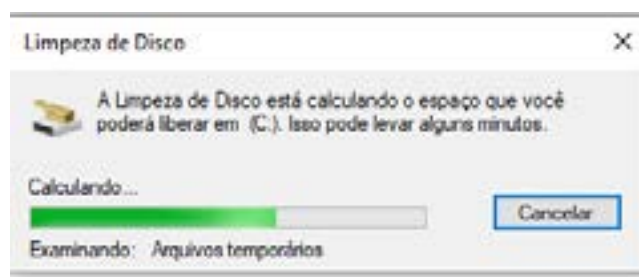 Limpeza de Disco
A Limpeza de Disco está calculando o espaço que você
poderá liberar em (C:). Isso pode levar alguns minutos.
Calculando...
Cancelar
Examinando: Arquivos temporários